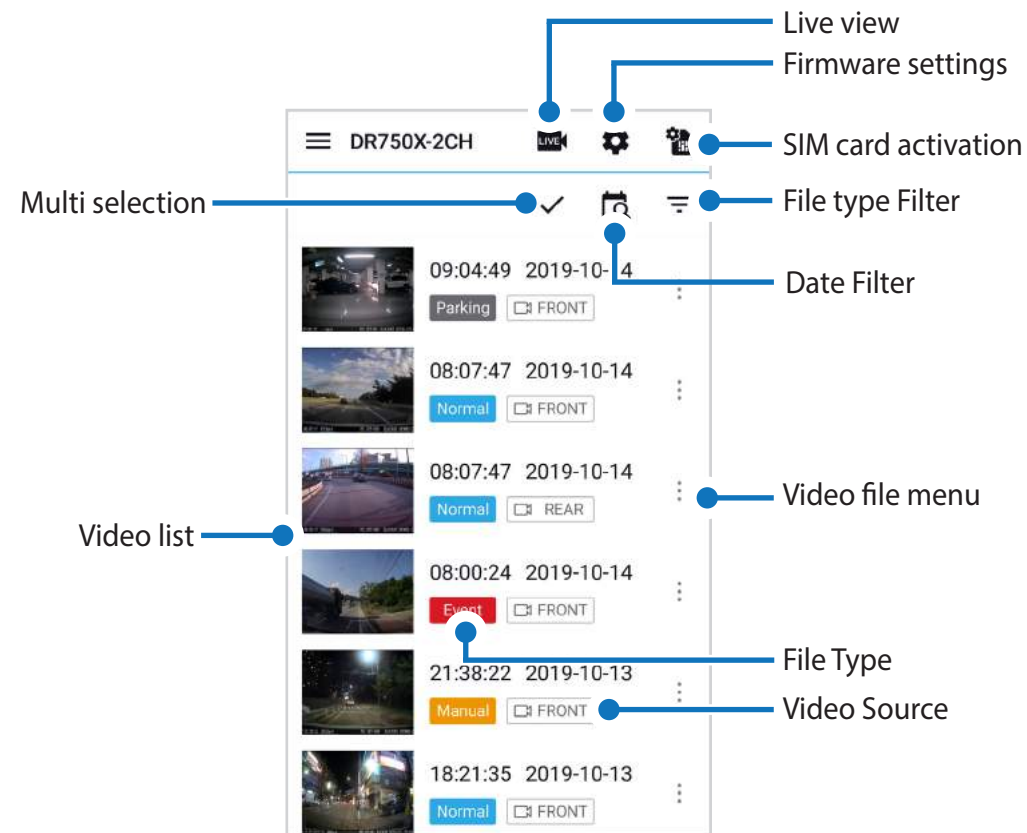 Live view
Firmware settings
DR750X-2CH
LIVE
SIM card activation
Multi selection
File type Filter
09:04:49 2019-10-14
Date Filter
Parking
FRONT
08:07:47 2019-10-14
Normal
FRONT
08:07:47 2019-10-14
Normal
REAR
Video file menu
Video list
08:00:24 2019-10-14
Event
FRONT
File Type
21:38:22 2019-10-13
Manual
FRONT
Video Source
18:21:35 2019-10-13
Normal
FRONT